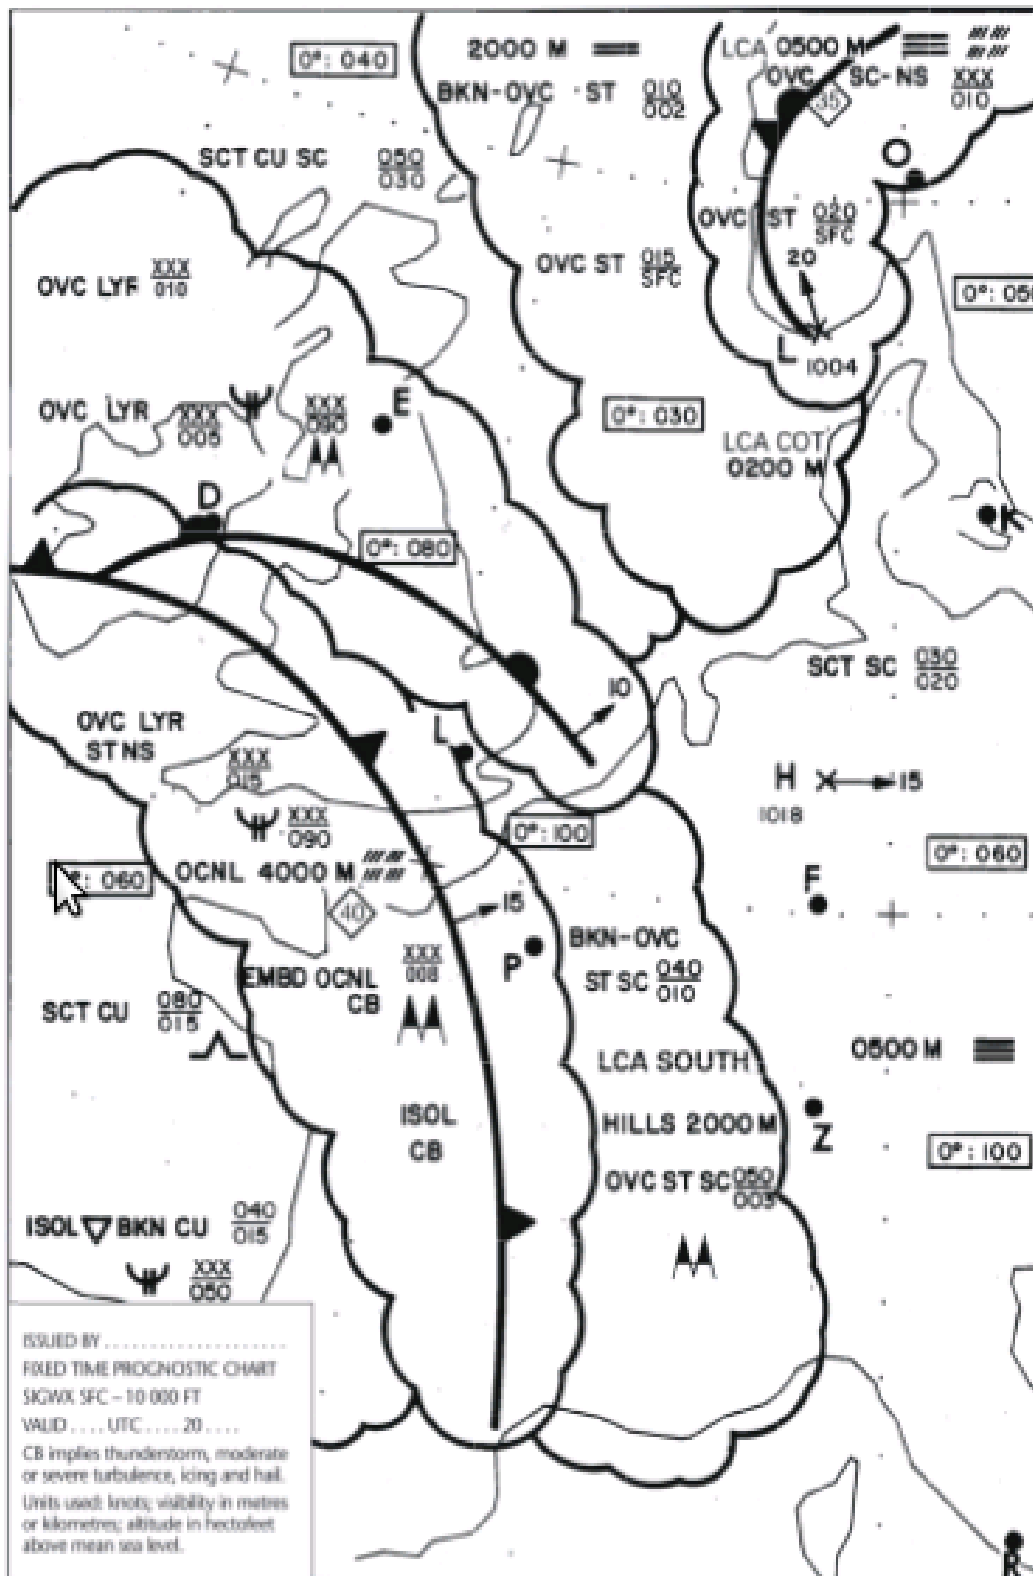 0°: 040
2000 M
BKN-OVC ST 010
002
LCA 0500 M
OVC SC-NS XXX
010
35
SCT CU SC 050
030
O
OVC ST 020
SFC
20
OVC ST 015
SFC
OVC LYR XXX
010
L
1004
OVC LYR XXX
005
XXX
090
E
0°: 030
LCA COT
0200 M
D
K
0°: 080
SCT SC 030
020
10
OVC LYR
ST NS
XXX
015
L
H
15
1018
XXX
090
0°: 100
0°: 060
: 060
OCNL 4000 M
F
40
15
BKN-OVC
ST SC 040
010
P
EMBD OCNL
CB
XXX
008
SCT CU 080
015
0500 M
LCA SOUTH
HILLS 2000 M
Z
ISOL
CB
0°: 100
OVC ST SC 050
005
ISOL BKN CU 040
015
XXX
050
ISSUED BY ....................
FIXED TIME PROGNOSTIC CHART
SIGWX SFC – 10 000 FT
VALID .... UTC .... 20 ....
CB implies thunderstorm, moderate
or severe turbulence, icing and hail.
Units used: knots; visibility in metres
or kilometres; altitude in hectofeet
above mean sea level.
R